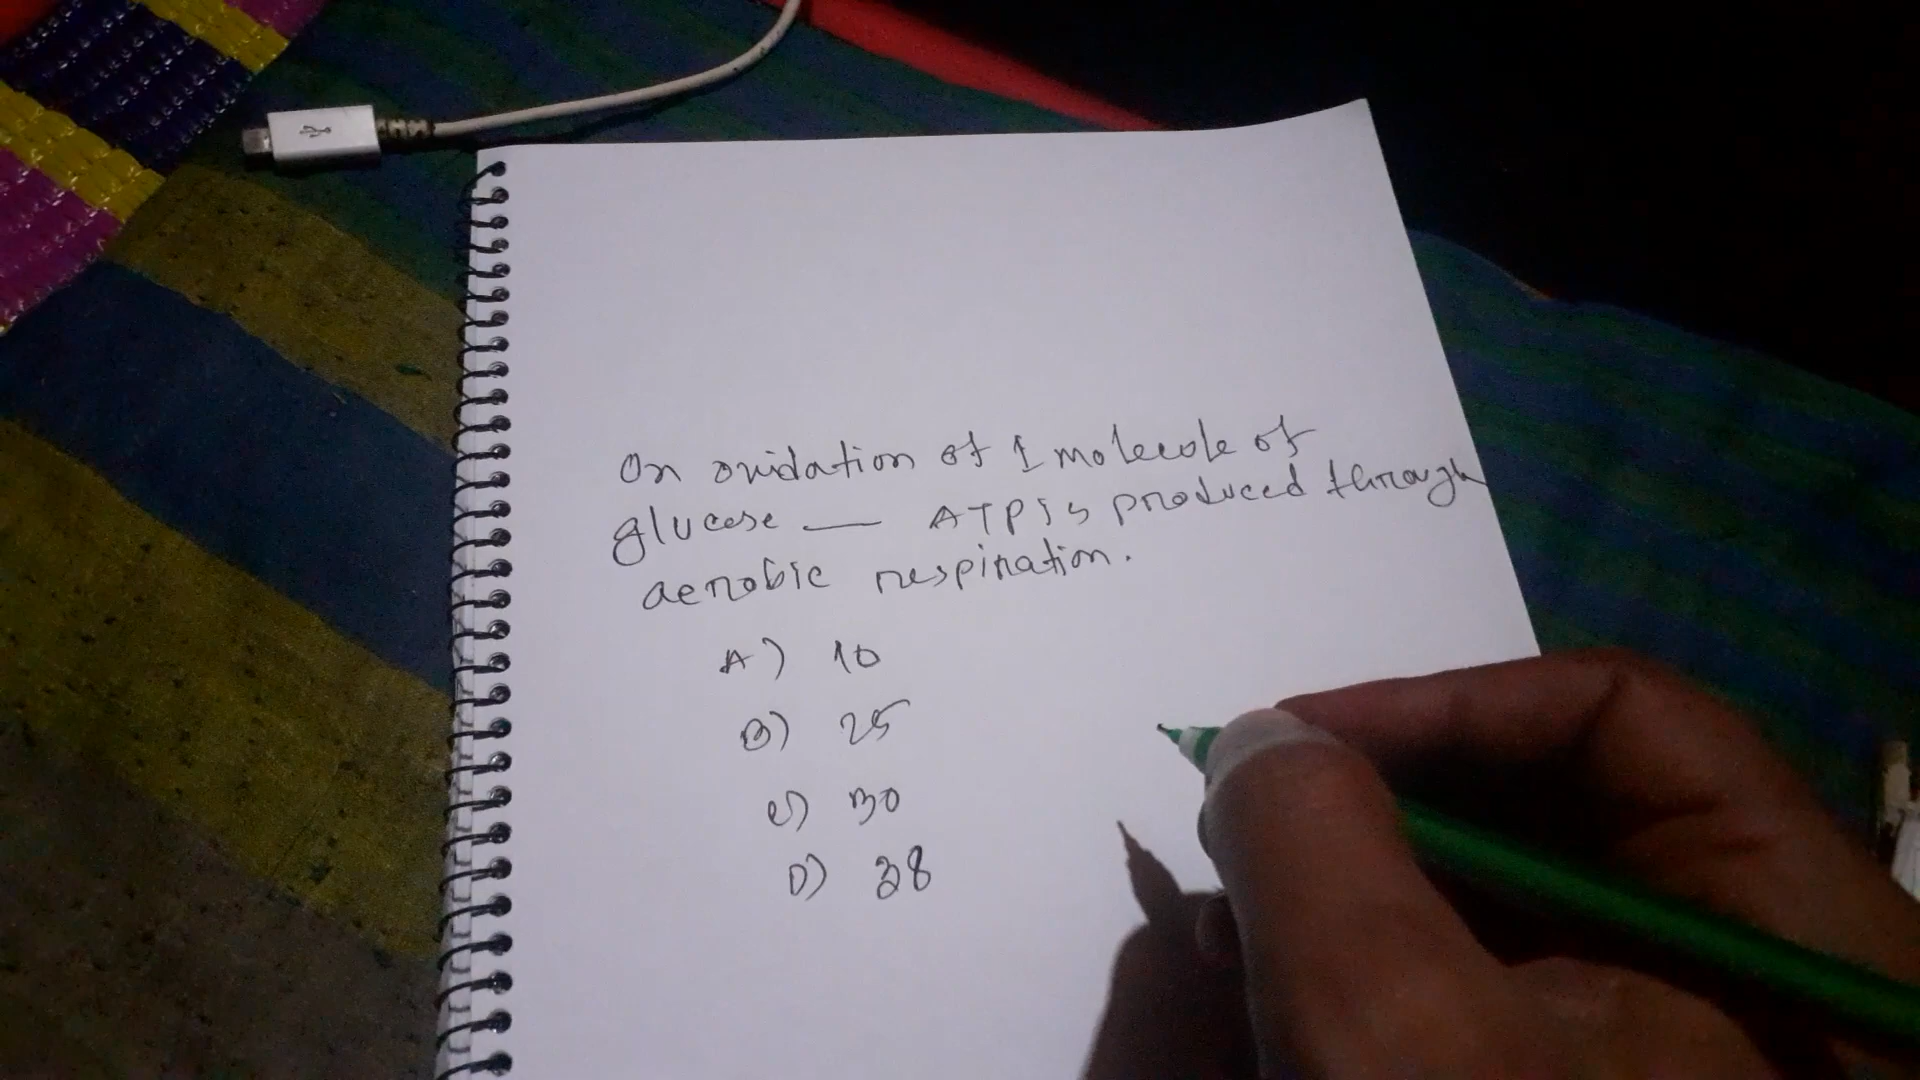 On oxidation of 1 molecule of
glucose — ATP is produced through
aerobic respiration.
A) 10
B) 25
C) 30
D) 38